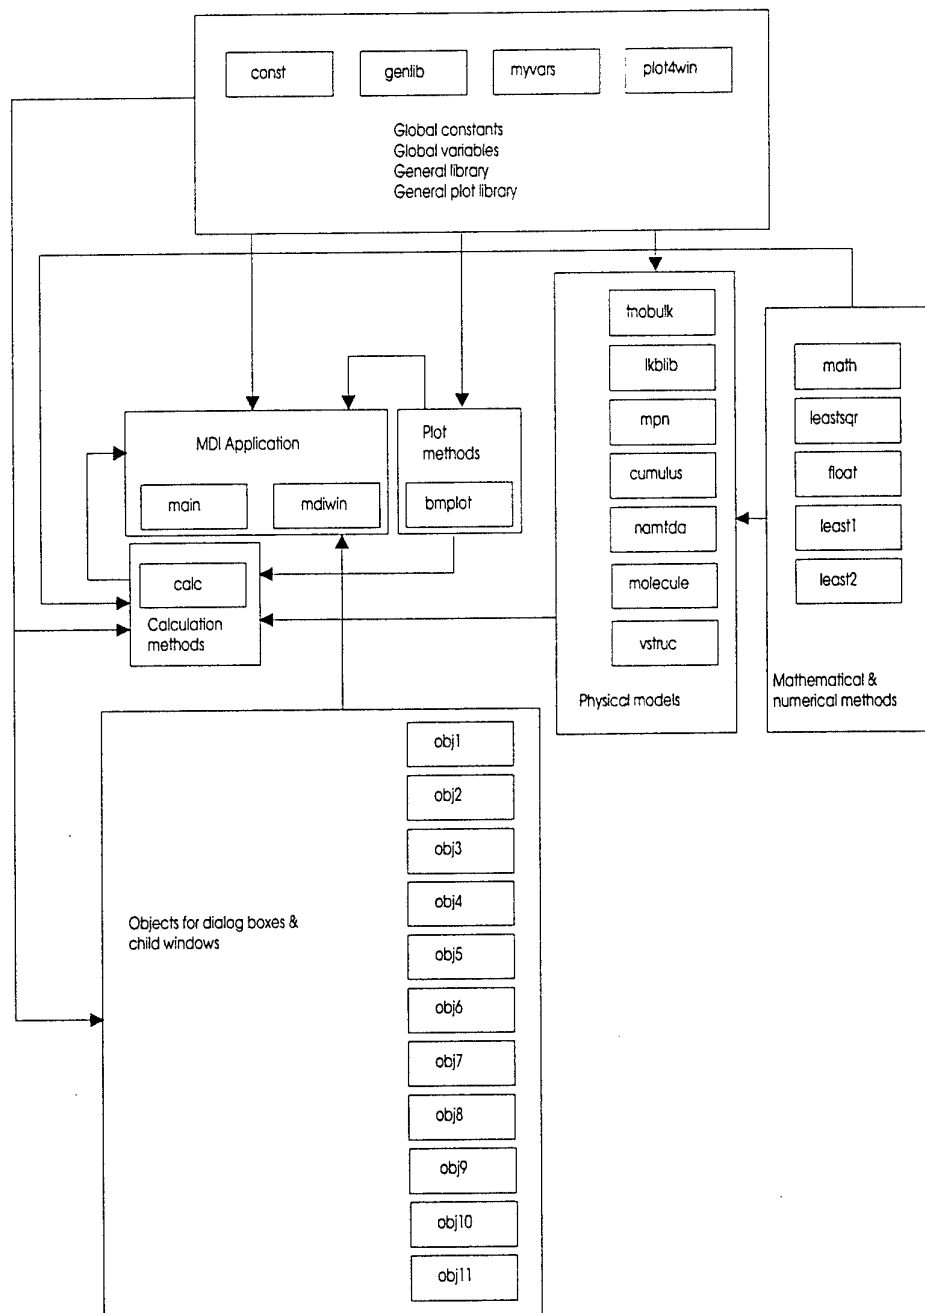 const
genlib
myvars
plot4win
Global constants
Global variables
General library
General plot library
MDI Application
main
mdiwin
Plot
methods
bmplot
calc
Calculation
methods
tnobulk
lkblib
mpn
cumulus
namtda
molecule
vstruc
Physical models
math
leastsqr
float
least1
least2
Mathematical &
numerical methods
Objects for dialog boxes &
child windows
obj1
obj2
obj3
obj4
obj5
obj6
obj7
obj8
obj9
obj10
obj11